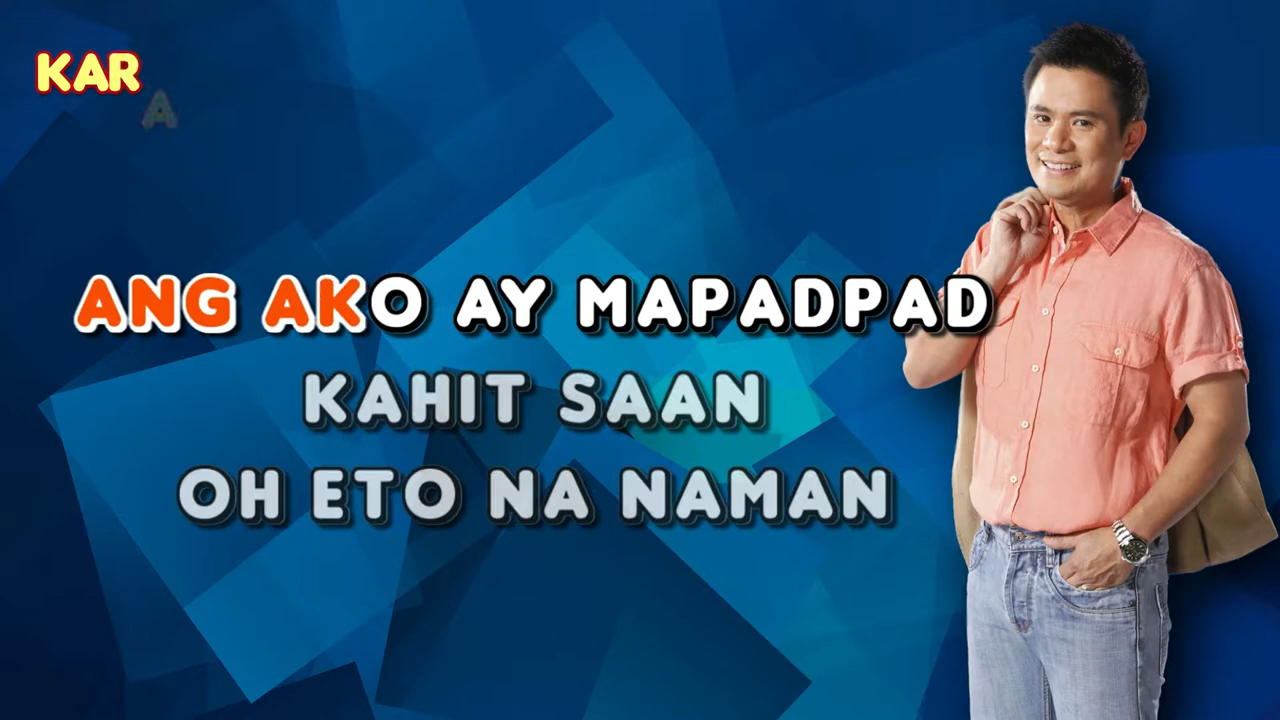 KAR
A
ANG AKO AY MAPADPAD
KAHIT SAAN
OH ETO NA NAMAN